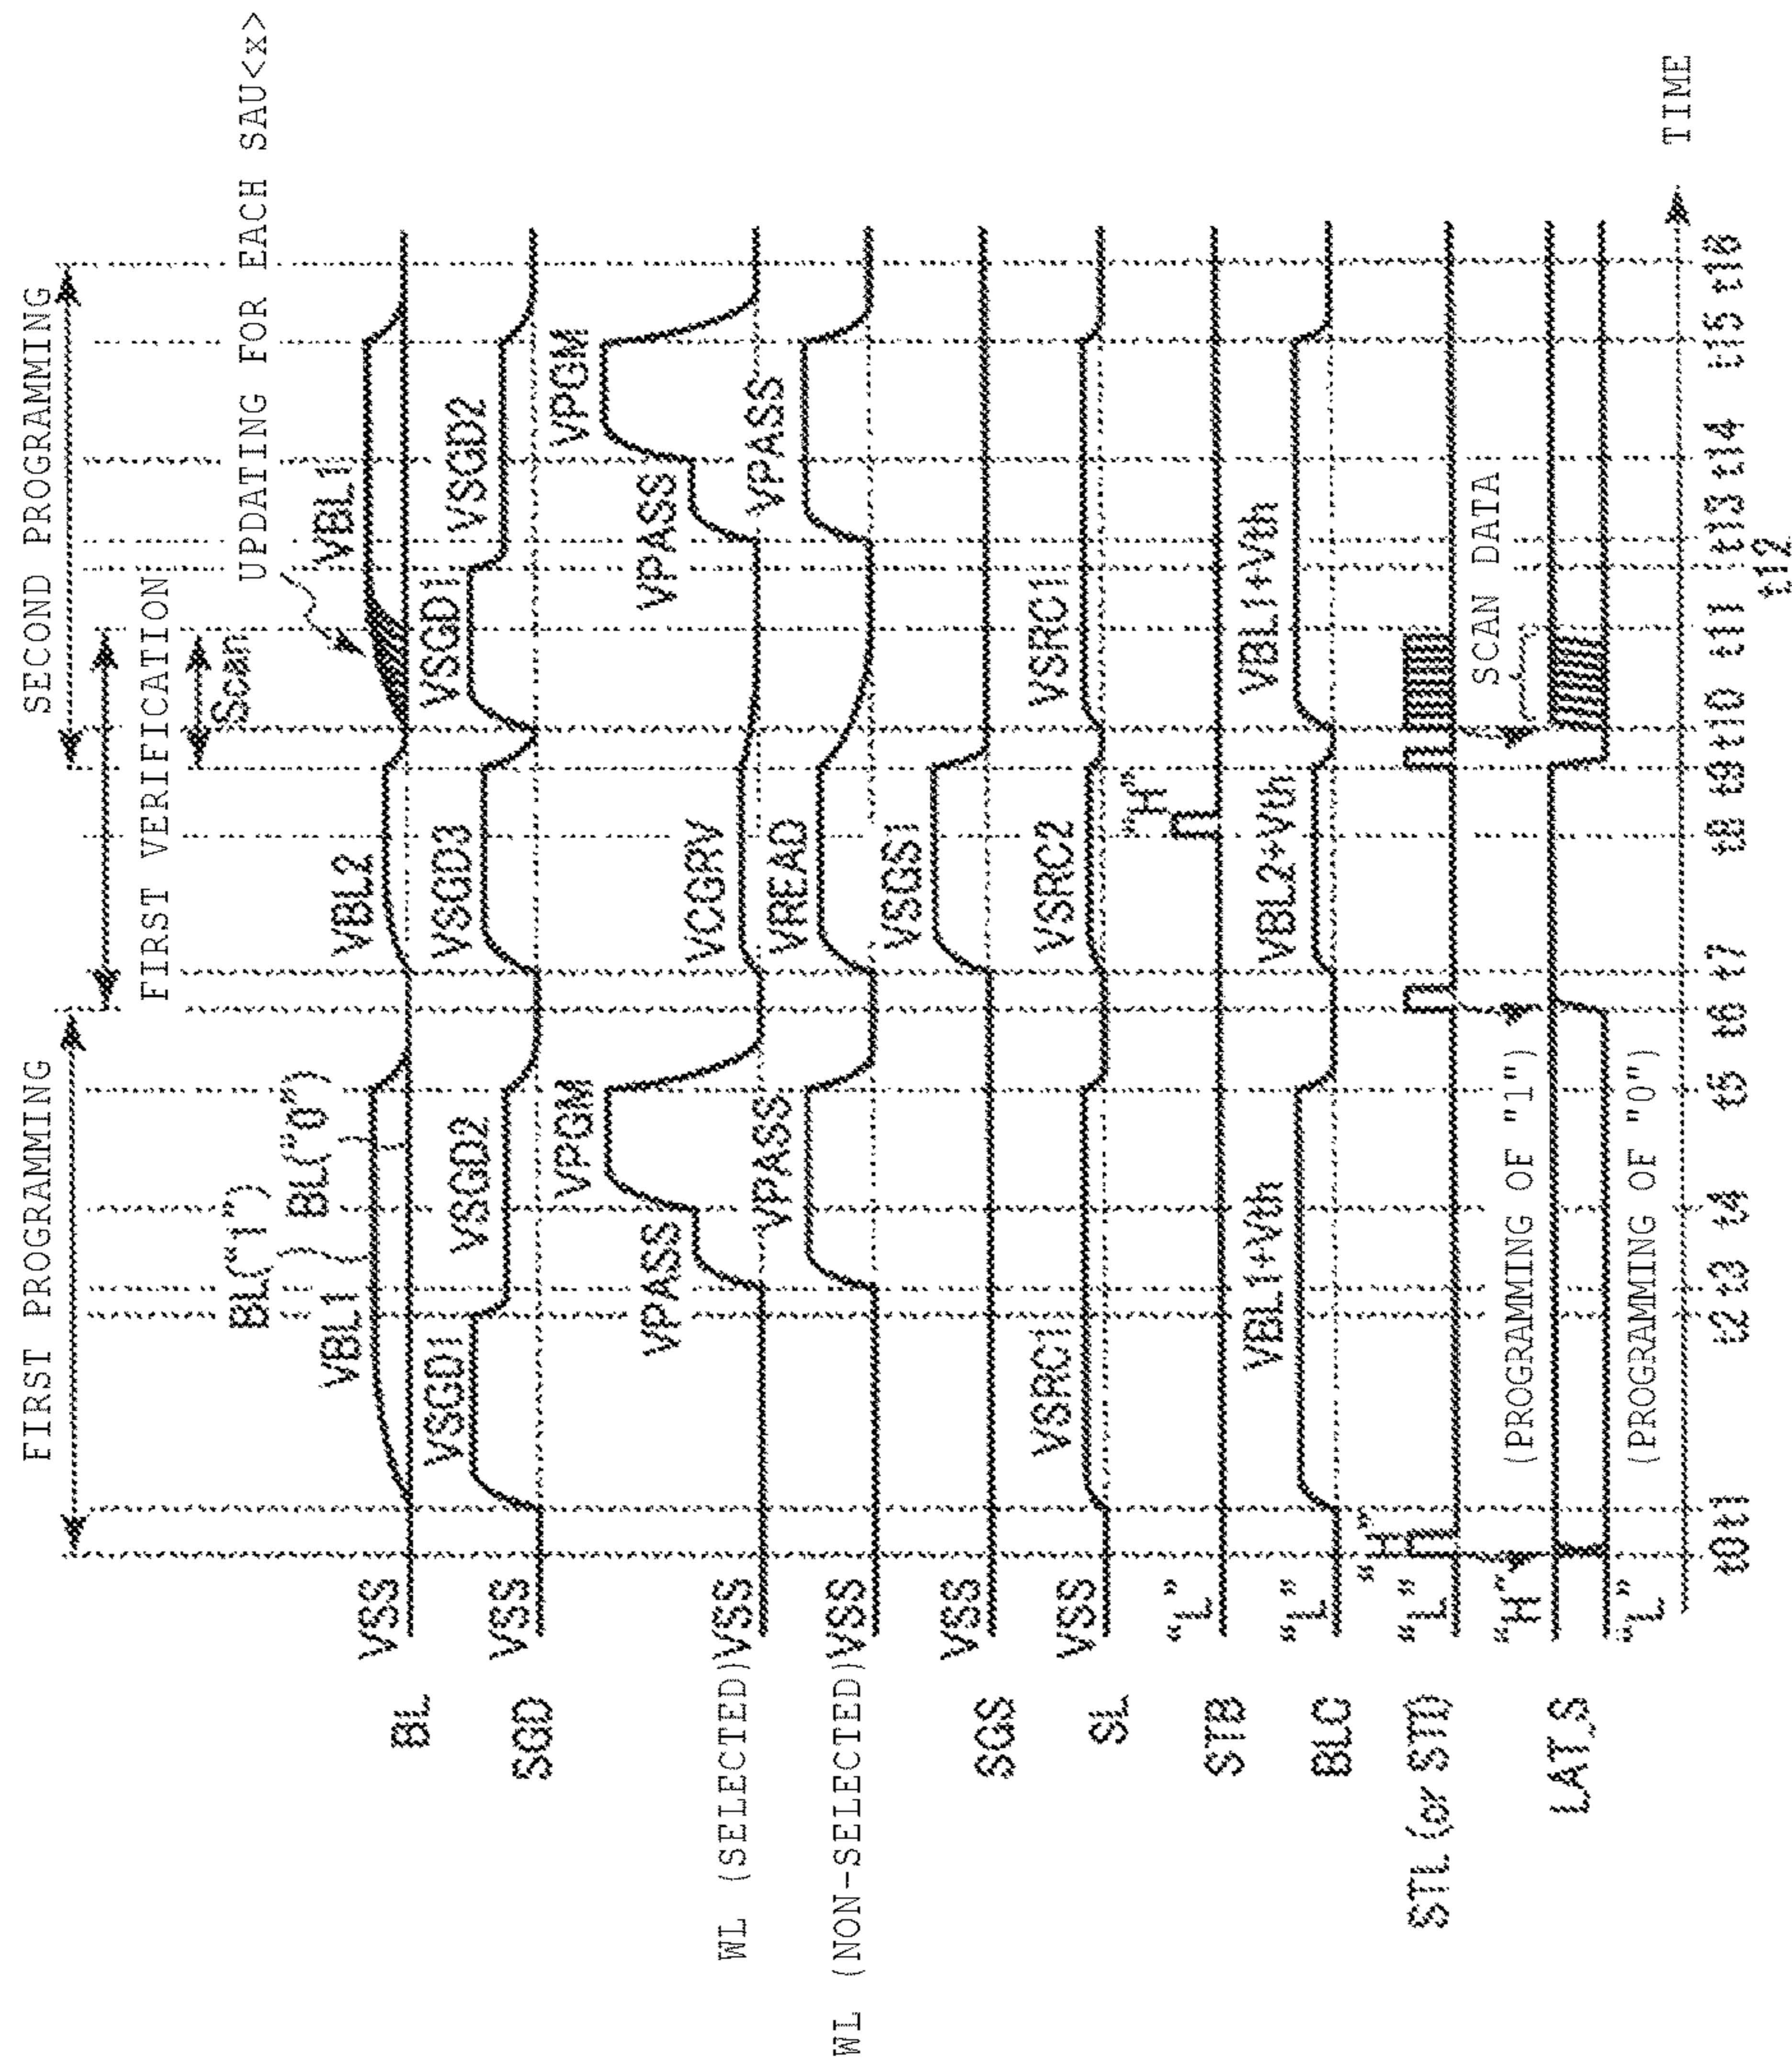 FIRST PROGRAMMING
SECOND PROGRAMMING
FIRST VERIFICATION
Scan
UPDATING FOR EACH SAU<x>
BL("1")
BL("0")
BL
VSS
VBL1
VBL2
VBL1
SGD
VSS
VSGD1
VSGD2
VSGD3
VSGD1
VSGD2
WL (SELECTED)
VSS
VPASS
VPGM
VCGRV
VPASS
VPGM
WL (NON-SELECTED)
VSS
VPASS
VREAD
VPASS
SGS
VSS
VSGS1
SL
VSS
VSRC1
VSRC2
VSRC1
STB
"L"
"H"
BLC
"L"
VBL1+Vth
VBL2+Vth
VBL1+Vth
STL (or STI)
"L"
"H"
SCAN DATA
LAT_S
"H"
(PROGRAMMING OF "1")
"L"
(PROGRAMMING OF "0")
t0 t1 t2 t3 t4 t5 t6 t7 t8 t9 t10 t11 t12 t13 t14 t15 t16
TIME